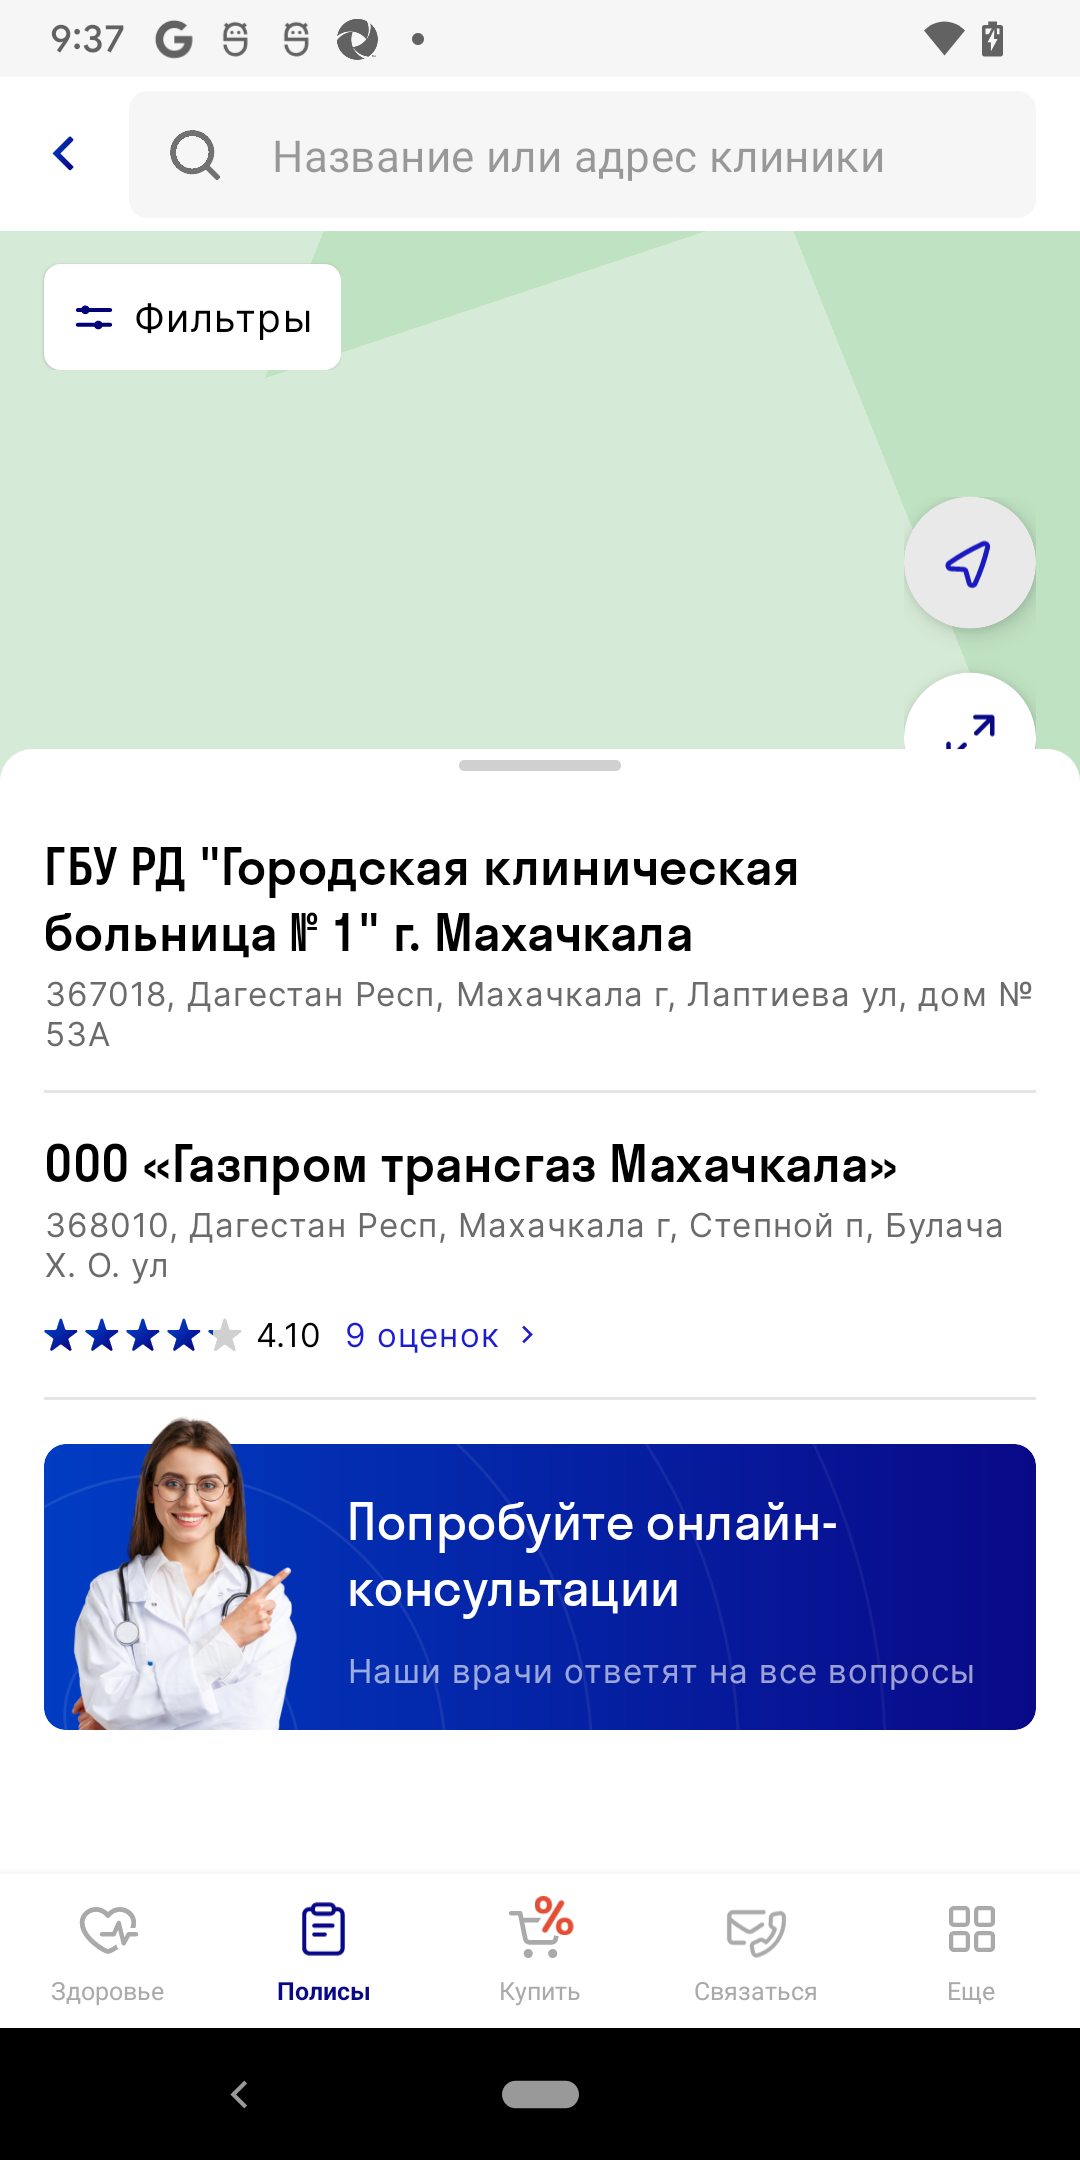 9:37
Название или адрес клиники
Фильтры
ГБУ РД "Городская клиническая
больница № 1" г. Махачкала
367018, Дагестан Респ, Махачкала г, Лаптиева ул, дом №
53А
ООО «Газпром трансгаз Махачкала»
368010, Дагестан Респ, Махачкала г, Степной п, Булача
Х. О. ул
4.10 9 оценок
Попробуйте онлайн-
консультации
Наши врачи ответят на все вопросы
Здоровье Полисы Купить Связаться Еще